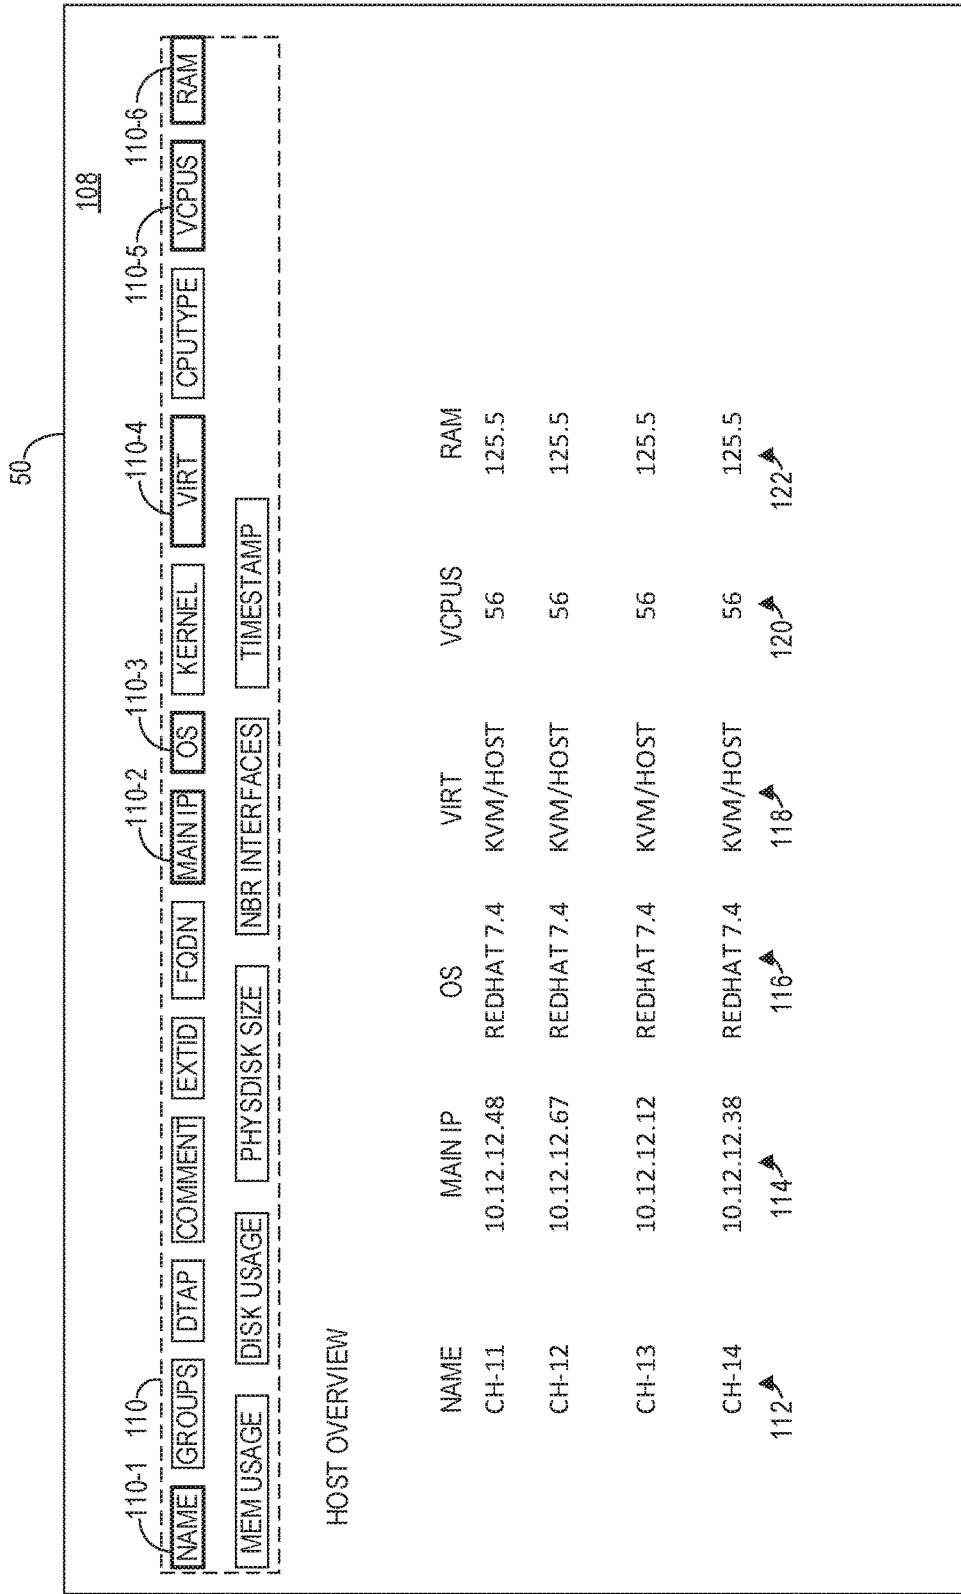 50
108
110-1 110 110-2 110-3 110-4 110-5 110-6
NAME GROUPS DTAP COMMENT EXTID FQDN MAIN IP OS KERNEL VIRT CPUTYPE VCPUS RAM
MEM USAGE DISK USAGE PHYSDISK SIZE NBR INTERFACES TIMESTAMP
HOST OVERVIEW
NAME MAIN IP OS VIRT VCPUS RAM
CH-11 10.12.12.48 REDHAT 7.4 KVM/HOST 56 125.5
CH-12 10.12.12.67 REDHAT 7.4 KVM/HOST 56 125.5
CH-13 10.12.12.12 REDHAT 7.4 KVM/HOST 56 125.5
CH-14 10.12.12.38 REDHAT 7.4 KVM/HOST 56 125.5
112 114 116 118 120 122